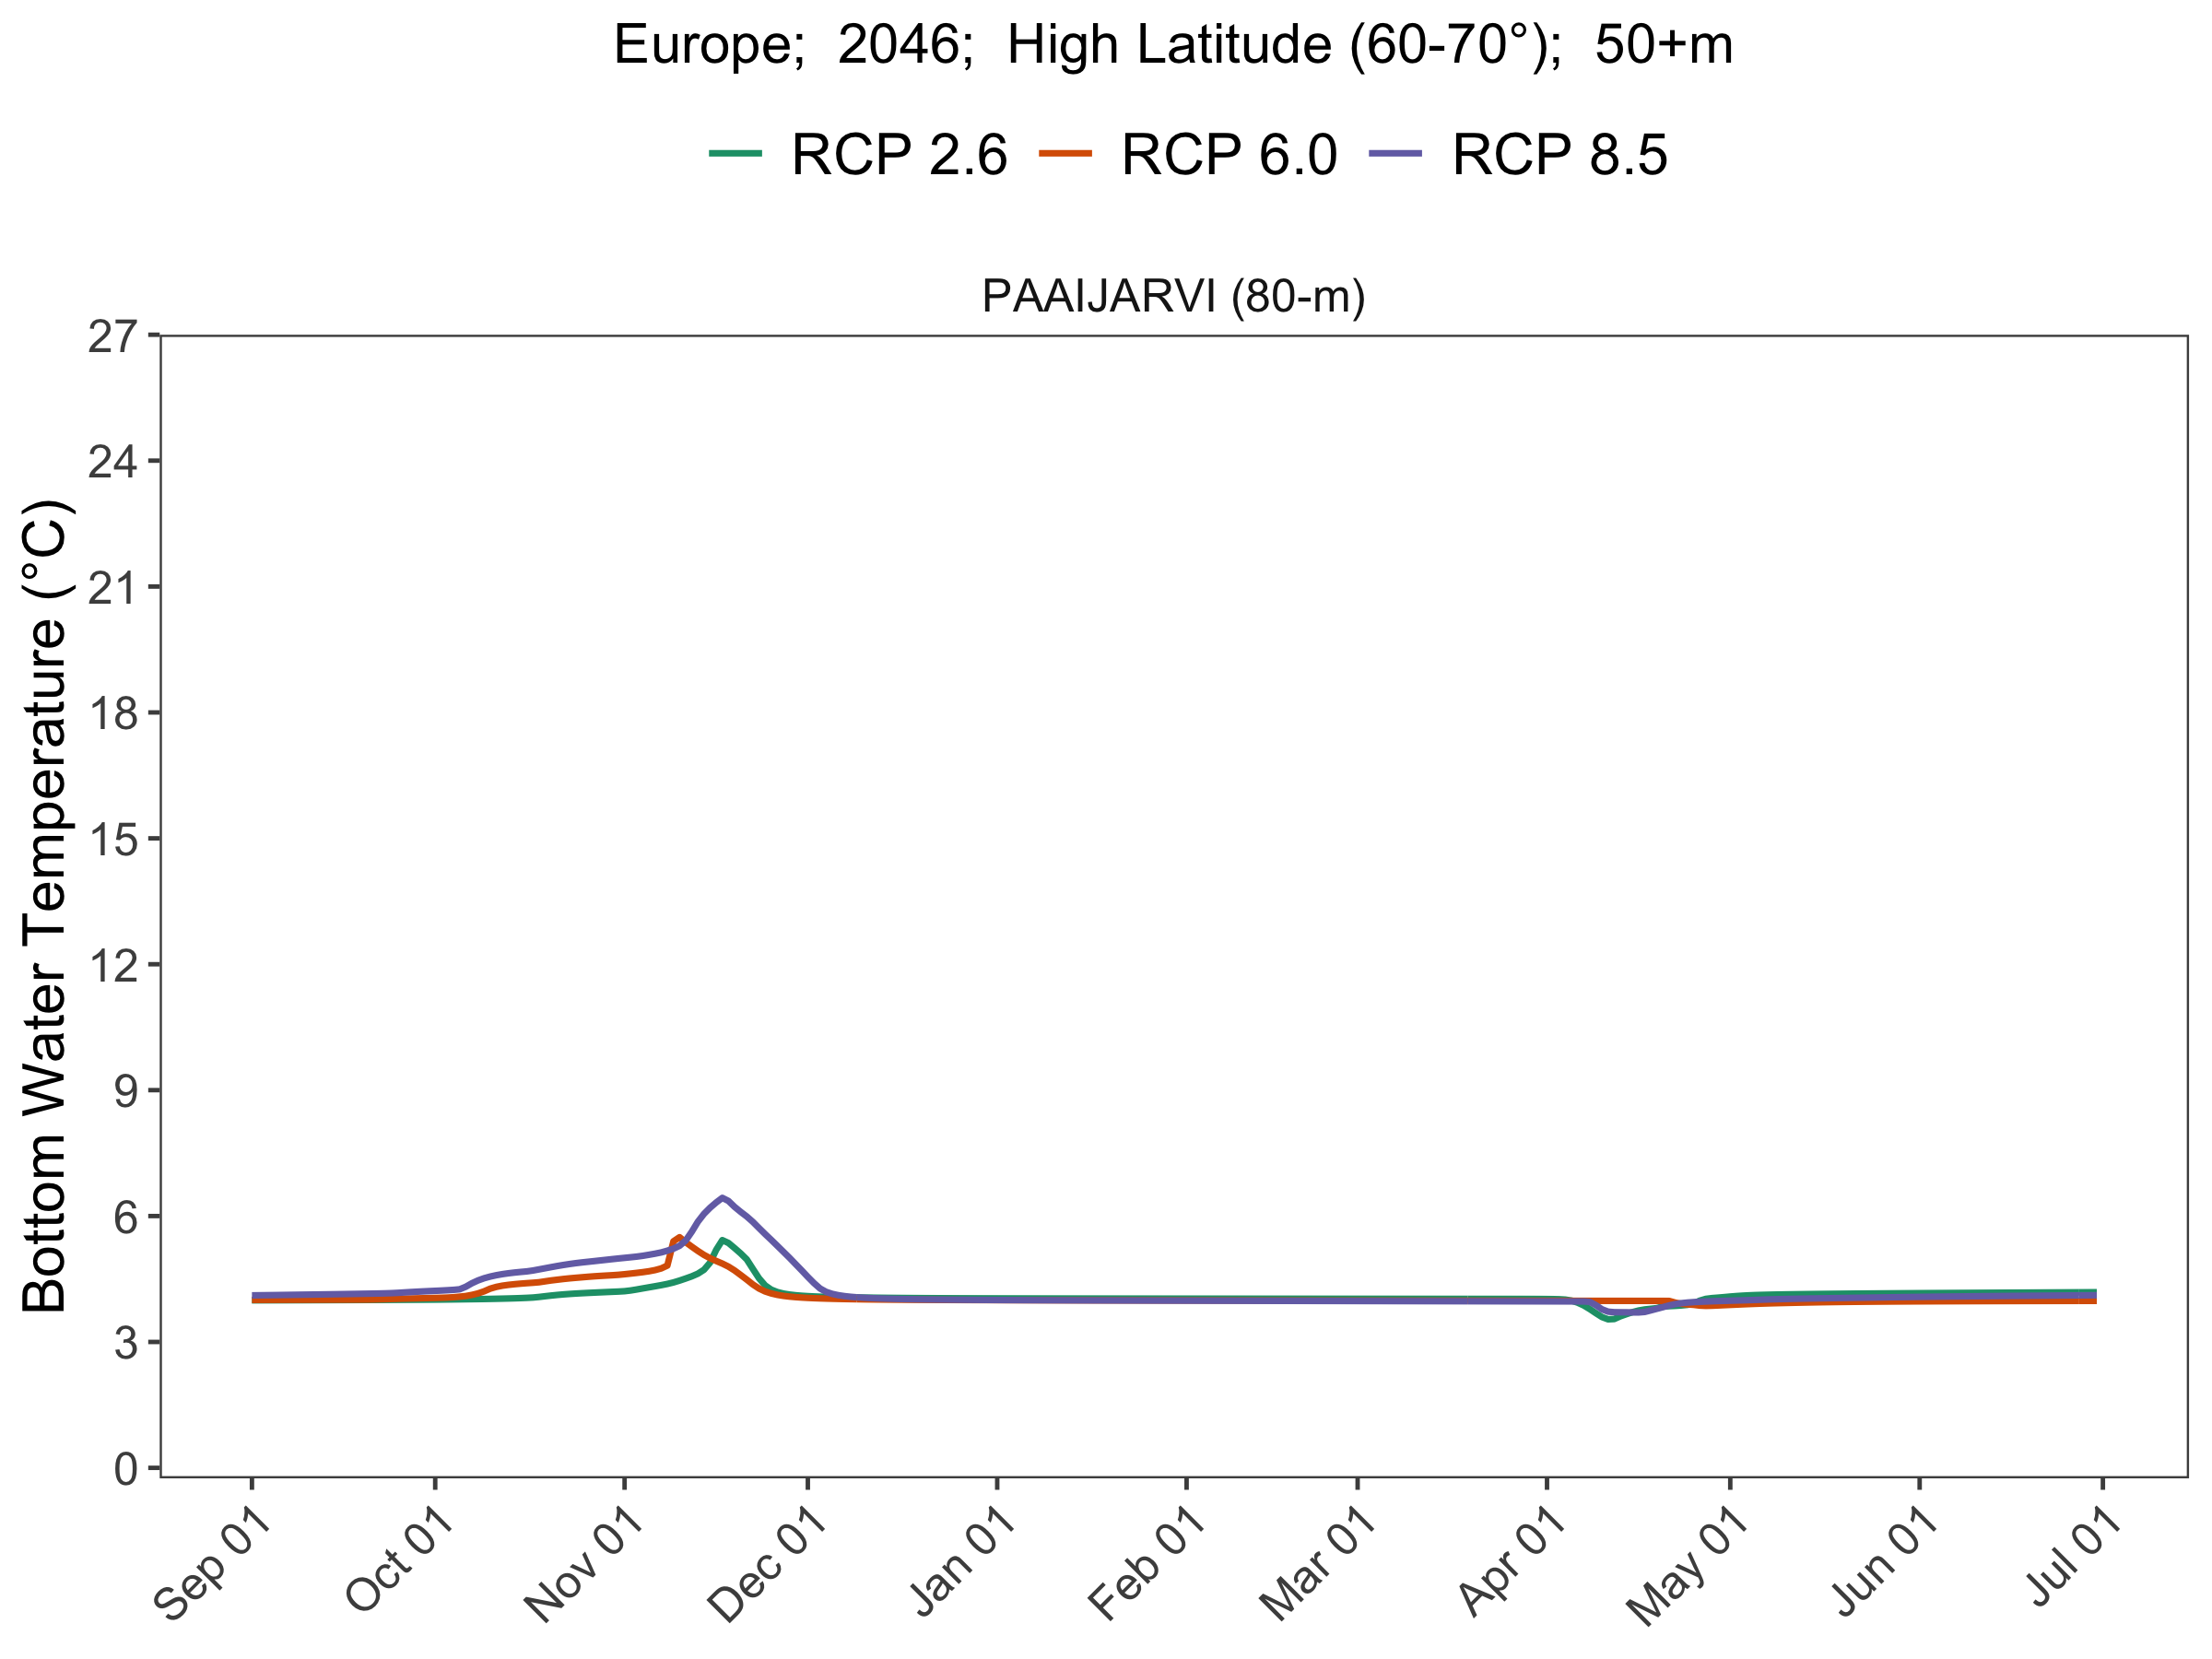 Europe;  2046;  High Latitude (60-70°);  50+m
RCP 2.6 RCP 6.0 RCP 8.5
PAAIJARVI (80-m)
Bottom Water Temperature (°C)
27
24
21
18
15
12
9
6
3
0
Sep 01 Oct 01 Nov 01 Dec 01 Jan 01 Feb 01 Mar 01 Apr 01 May 01 Jun 01 Jul 01